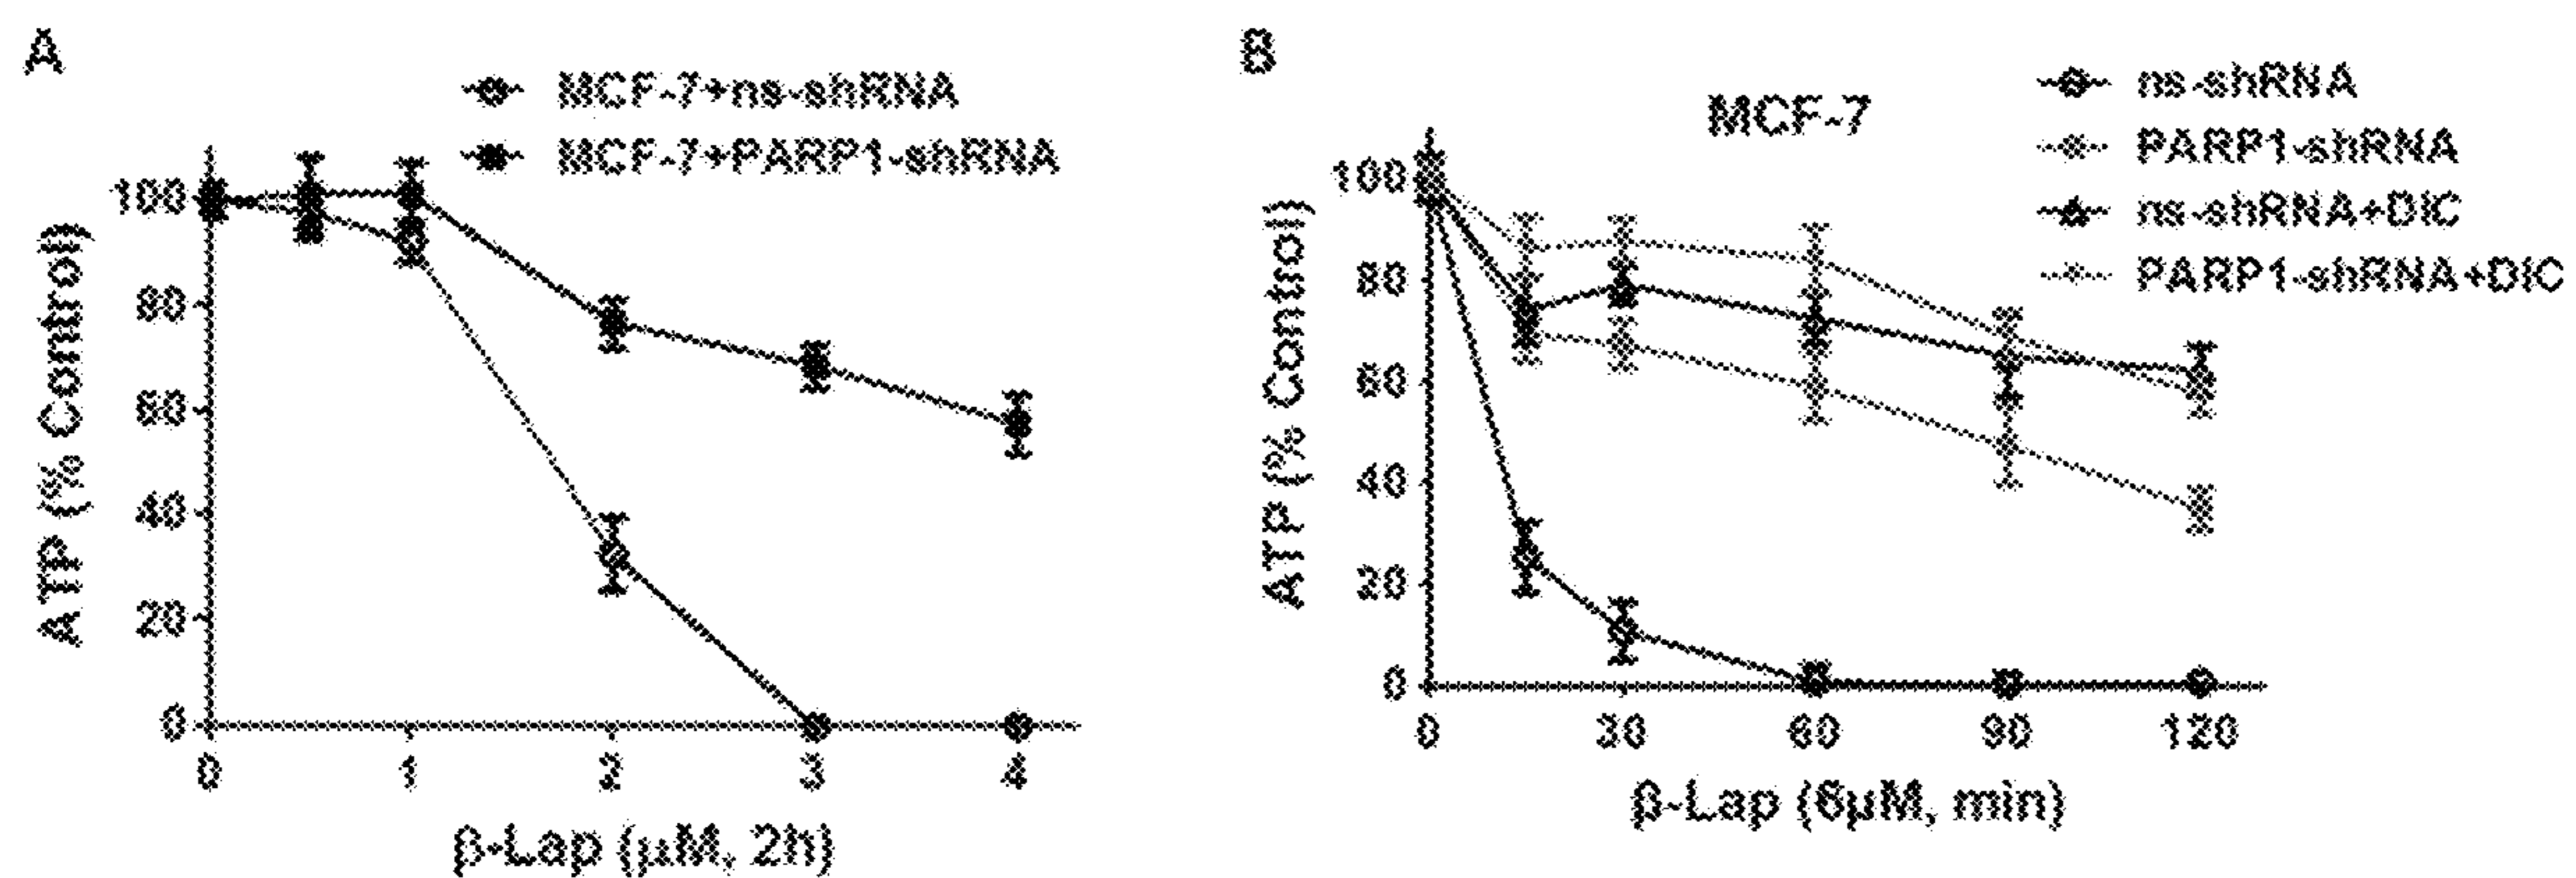 A
MCF-7+ns-shRNA
MCF-7+PARP1-shRNA
ATP (% Control)
100
80
60
40
20
0
0 1 2 3 4
β-Lap (μM, 2h)
B
MCF-7
ns-shRNA
PARP1-shRNA
ns-shRNA+DIC
PARP1-shRNA+DIC
ATP (% Control)
100
80
60
40
20
0
0 30 60 90 120
β-Lap (6μM, min)